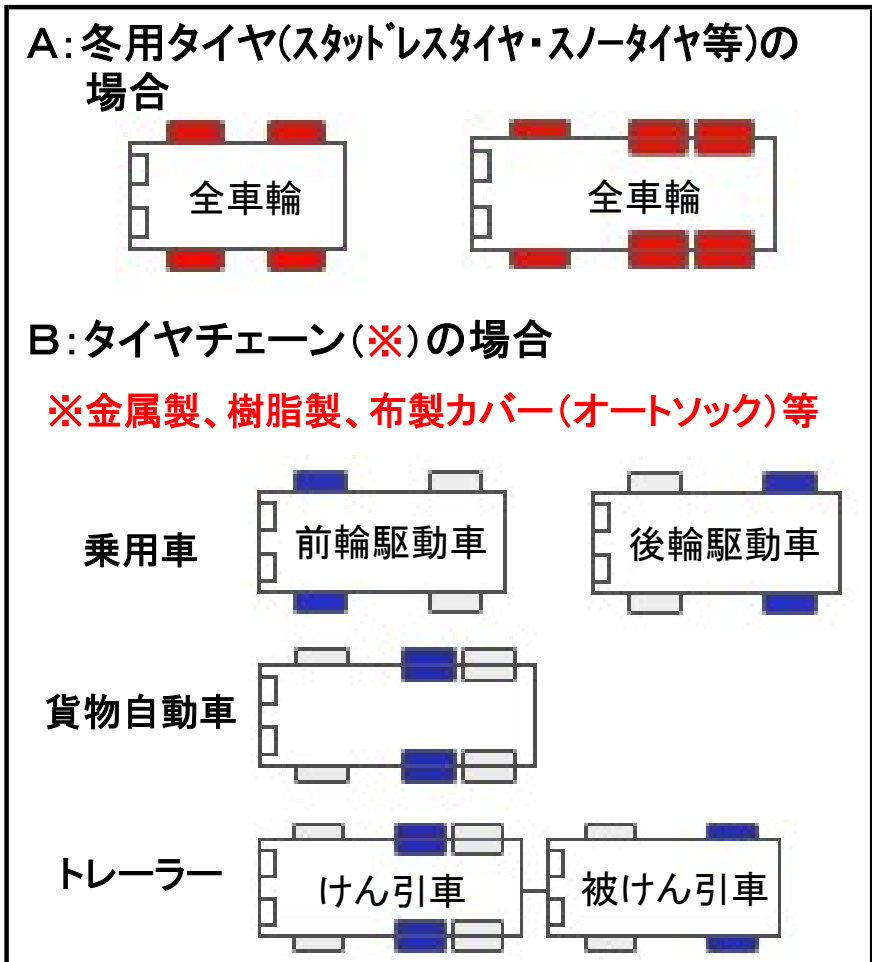 A:冬用タイヤ(ｽﾀｯﾄﾞﾚｽﾀｲﾔ・ｽﾉｰﾀｲﾔ等)の
場合
全車輪
全車輪
B:タイヤチェーン(※)の場合
※金属製、樹脂製、布製カバー(オートソック)等
乗用車
前輪駆動車
後輪駆動車
貨物自動車
トレーラー
けん引車
被けん引車